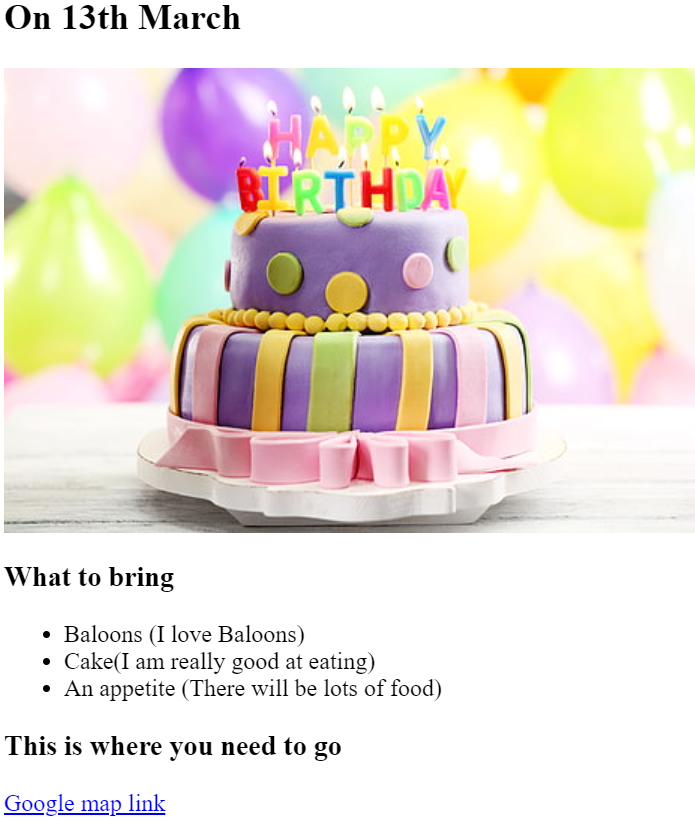 On 13th March
HAPPY
BIRTHDAY
What to bring
Baloons (I love Baloons)
Cake(I am really good at eating)
An appetite (There will be lots of food)
This is where you need to go
Google map link